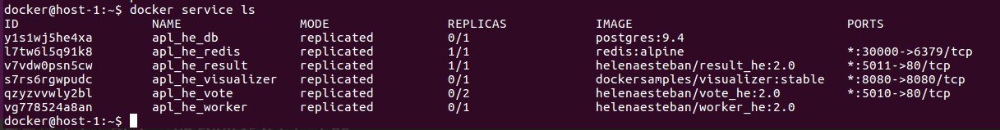 docker@host-1:~$ docker service ls
ID NAME MODE REPLICAS IMAGE PORTS
y1s1wj5he4xa apl_he_db replicated 0/1 postgres:9.4
l7tw6l5q91k8 apl_he_redis replicated 1/1 redis:alpine *:30000->6379/tcp
v7vdw0psn5cw apl_he_result replicated 1/1 helenaesteban/result_he:2.0 *:5011->80/tcp
s7rs6rgwpudc apl_he_visualizer replicated 0/1 dockersamples/visualizer:stable *:8080->8080/tcp
qzyzvvwly2bl apl_he_vote replicated 0/2 helenaesteban/vote_he:2.0 *:5010->80/tcp
vg778524a8an apl_he_worker replicated 0/1 helenaesteban/worker_he:2.0
docker@host-1:~$